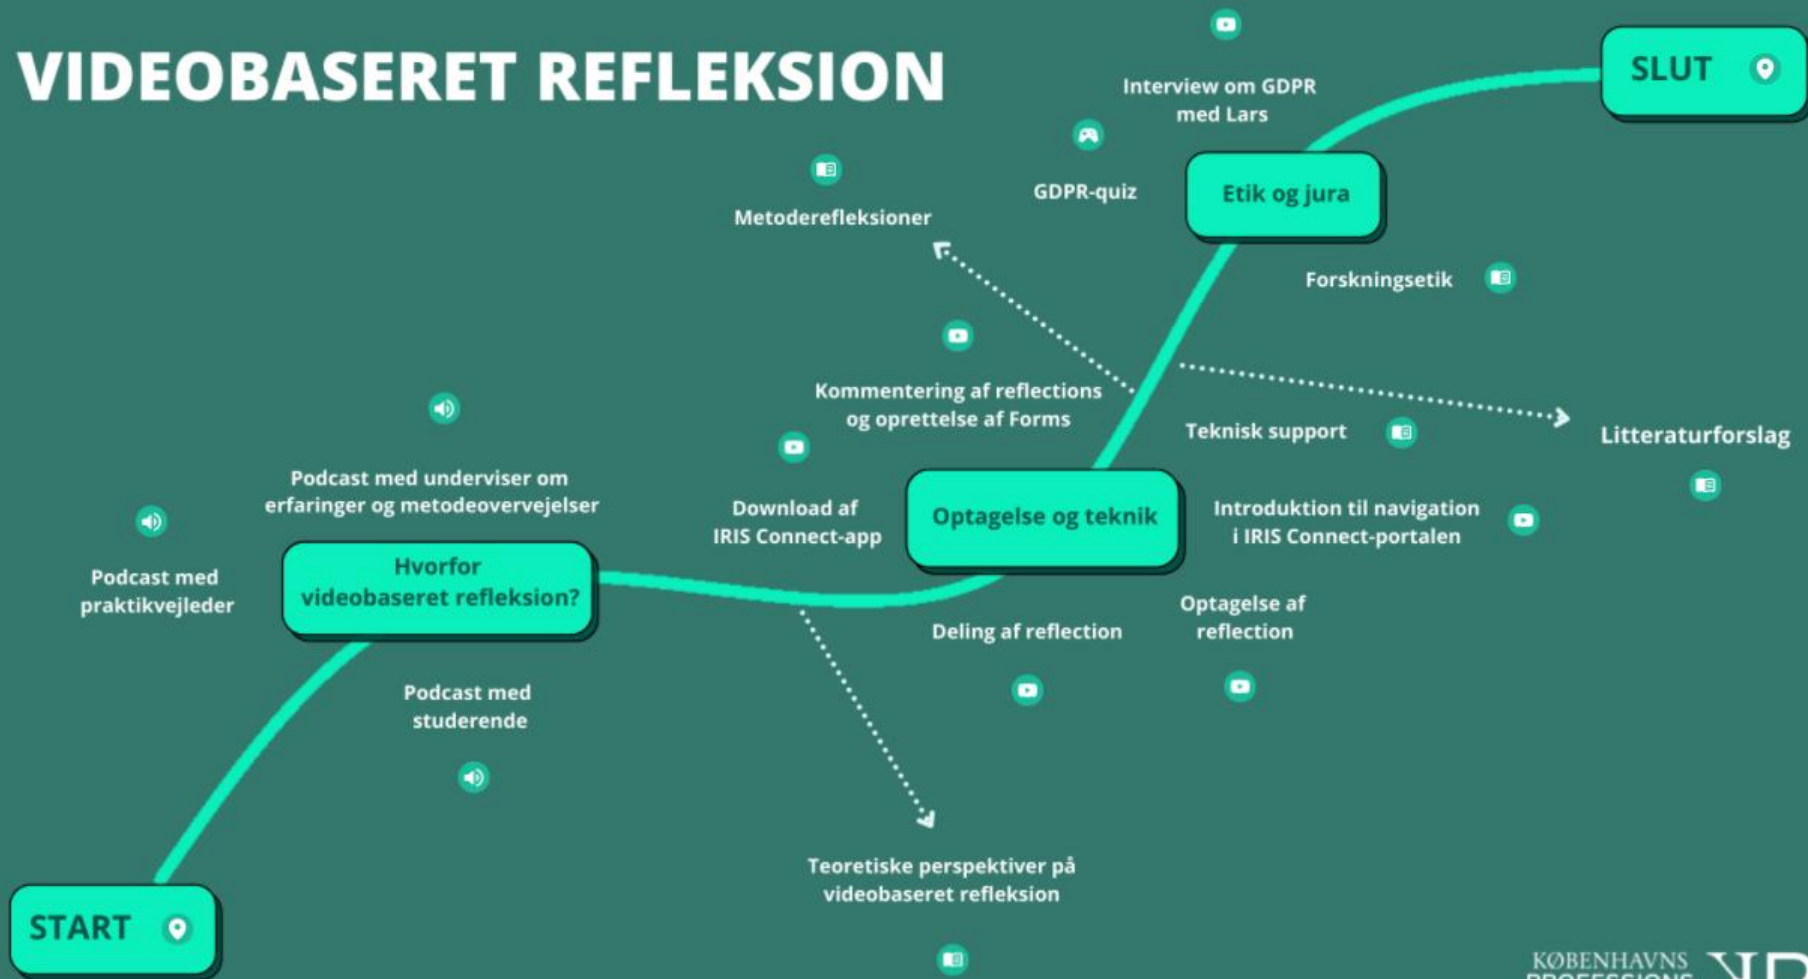 VIDEOBASERET REFLEKSION
SLUT
Interview om GDPR
med Lars
GDPR-quiz
Etik og jura
Metoderefleksioner
Forskningsetik
Kommentering af reflections
og oprettelse af Forms
Teknisk support
Litteraturforslag
Podcast med underviser om
erfaringer og metodeovervejelser
Download af
IRIS Connect-app
Optagelse og teknik
Introduktion til navigation
i IRIS Connect-portalen
Podcast med
praktikvejleder
Hvorfor
videobaseret refleksion?
Deling af reflection
Optagelse af
reflection
Podcast med
studerende
Teoretiske perspektiver på
videobaseret refleksion
START
KØBENHAVNS
PROFESSIONS